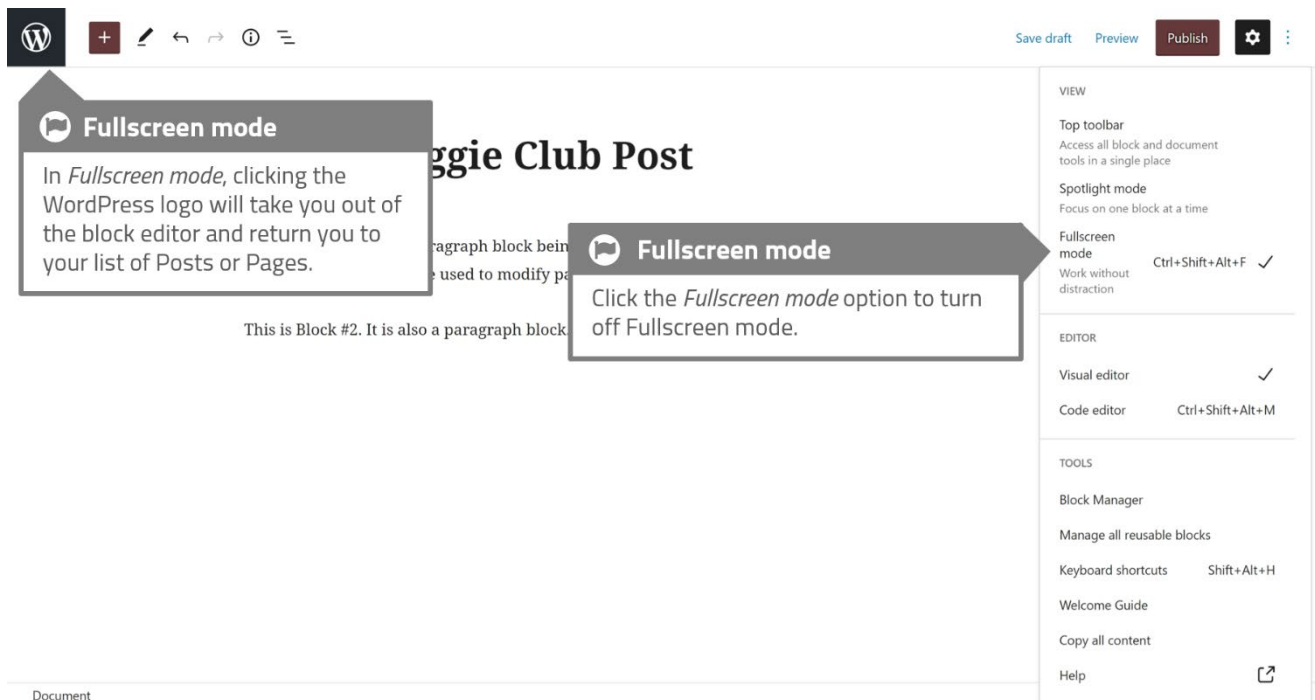 Save draft Preview Publish
Fullscreen mode
In Fullscreen mode, clicking the
WordPress logo will take you out of
the block editor and return you to
your list of Posts or Pages.
Club Post
block
used to modify
This is Block #2. It is also a paragraph block.
Fullscreen mode
Click the Fullscreen mode option to turn
off Fullscreen mode.
VIEW
Top toolbar
Access all block and document
tools in a single place
Spotlight mode
Focus on one block at a time
Fullscreen
mode Ctrl+Shift+Alt+F
Work without
distraction
EDITOR
Visual editor
Code editor Ctrl+Shift+Alt+M
TOOLS
Block Manager
Manage all reusable blocks
Keyboard shortcuts Shift+Alt+H
Welcome Guide
Copy all content
Help
Document